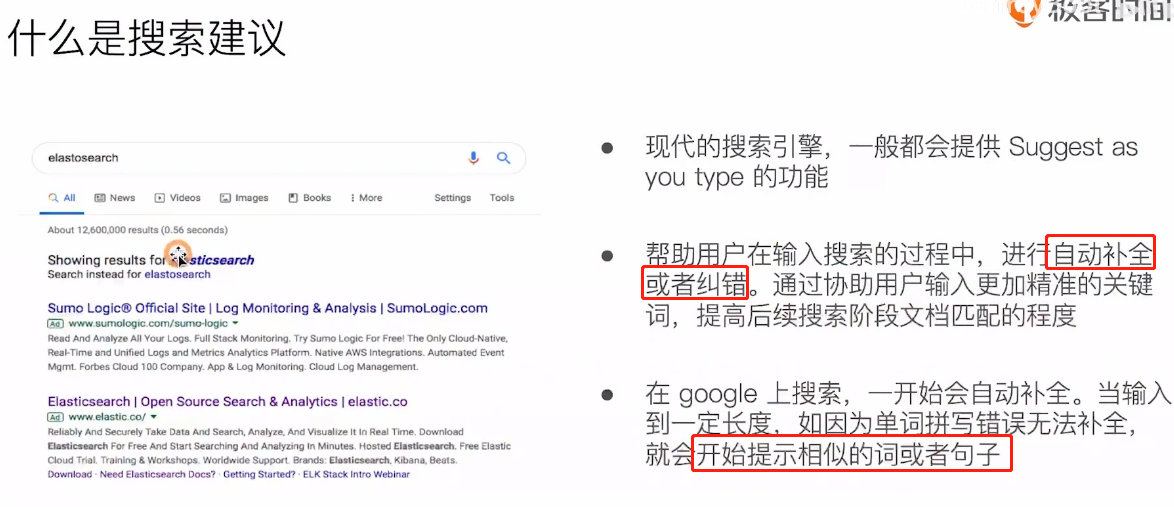 极客时间
什么是搜索建议
elastosearch
All News Videos Images Books More Settings Tools
About 12,600,000 results (0.56 seconds)
Showing results for sticsearch
Search instead for elastosearch
Sumo Logic® Official Site | Log Monitoring & Analysis | SumoLogic.com
Ad www.sumologic.com/sumo-logic
Read And Analyze All Your Logs. Full Stack Monitoring. Try Sumo Logic For Free! The Only Cloud-Native,
Real-Time and Unified Logs and Metrics Analytics Platform. Native AWS Integrations. Automated Event
Mgmt. Forbes Cloud 100 Company. App & Log Monitoring. Cloud Log Management.
Elasticsearch | Open Source Search & Analytics | elastic.co
Ad www.elastic.co/
Reliably And Securely Take Data And Search, Analyze, And Visualize It In Real Time. Download
Elasticsearch For Free And Start Searching And Analyzing In Minutes. Hosted Elasticsearch. Free Elastic
Cloud Trial. Training & Workshops. Worldwide Support. Brands: Elasticsearch, Kibana, Beats.
Download · Need Elasticsearch Docs? · Getting Started? · ELK Stack Intro Webinar
• 现代的搜索引擎，一般都会提供 Suggest as
you type 的功能
• 帮助用户在输入搜索的过程中，进行自动补全
或者纠错。通过协助用户输入更加精准的关键
词，提高后续搜索阶段文档匹配的程度
• 在 google 上搜索，一开始会自动补全。当输入
到一定长度，如因为单词拼写错误无法补全，
就会开始提示相似的词或者句子